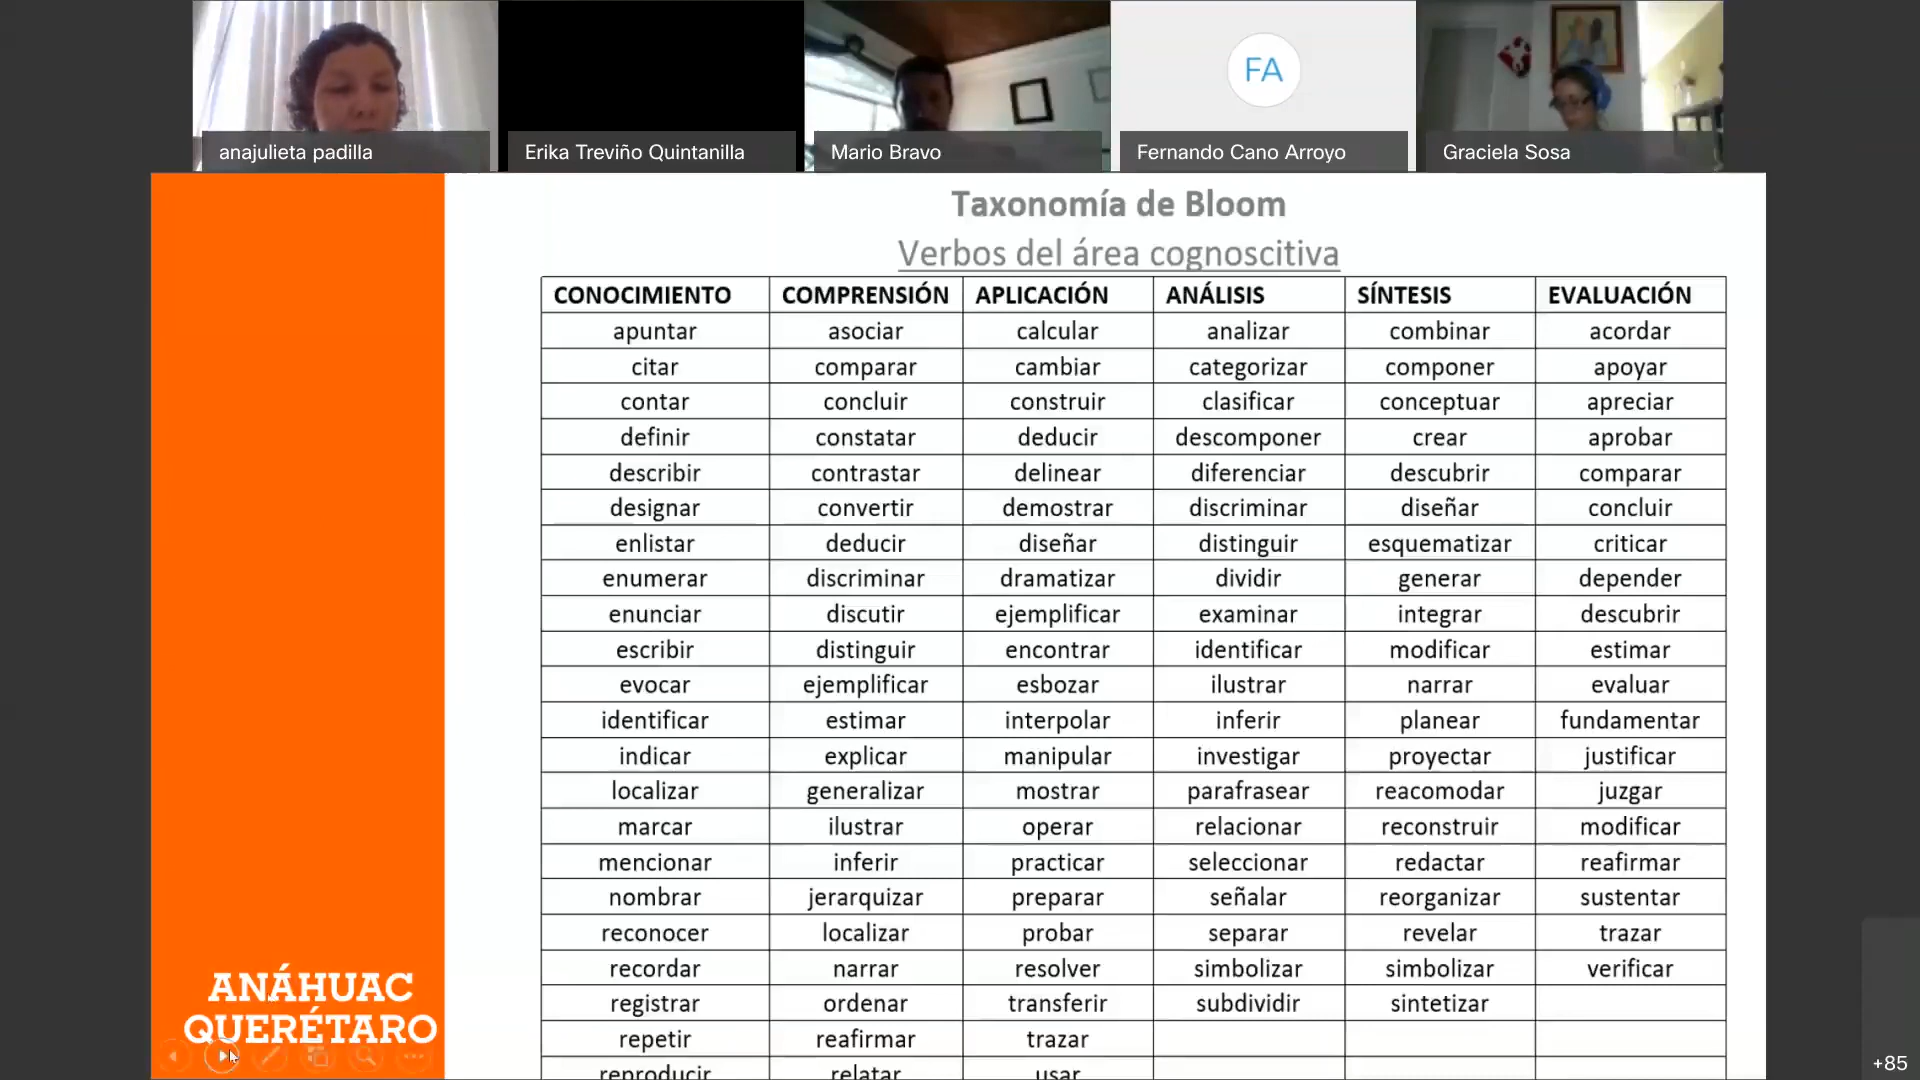 FA
anajulieta padilla
Erika Treviño Quintanilla
Mario Bravo
Fernando Cano Arroyo
Graciela Sosa
Taxonomía de Bloom
Verbos del área cognoscitiva
CONOCIMIENTO COMPRENSIÓN APLICACIÓN ANÁLISIS SÍNTESIS EVALUACIÓN
apuntar asociar calcular analizar combinar acordar
citar comparar cambiar categorizar componer apoyar
contar concluir construir clasificar conceptuar apreciar
definir constatar deducir descomponer crear aprobar
describir contrastar delinear diferenciar descubrir comparar
designar convertir demostrar discriminar diseñar concluir
enlistar deducir diseñar distinguir esquematizar criticar
enumerar discriminar dramatizar dividir generar depender
enunciar discutir ejemplificar examinar integrar descubrir
escribir distinguir encontrar identificar modificar estimar
evocar ejemplificar esbozar ilustrar narrar evaluar
identificar estimar interpolar inferir planear fundamentar
indicar explicar manipular investigar proyectar justificar
localizar generalizar mostrar parafrasear reacomodar juzgar
marcar ilustrar operar relacionar reconstruir modificar
mencionar inferir practicar seleccionar redactar reafirmar
nombrar jerarquizar preparar señalar reorganizar sustentar
reconocer localizar probar separar revelar trazar
recordar narrar resolver simbolizar simbolizar verificar
registrar ordenar transferir subdividir sintetizar
repetir reafirmar trazar
reproducir relatar usar
ANÁHUAC
QUERÉTARO
+85